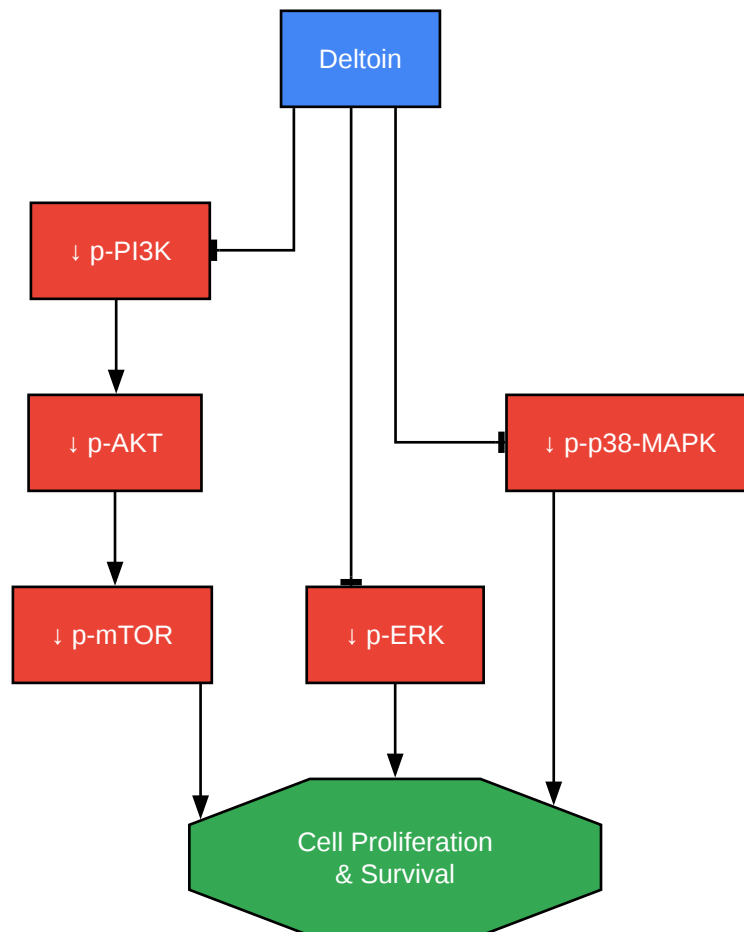 Deltoin
↓ p-PI3K
↓ p-AKT
↓ p-p38-MAPK
↓ p-mTOR
↓ p-ERK
Cell Proliferation
& Survival